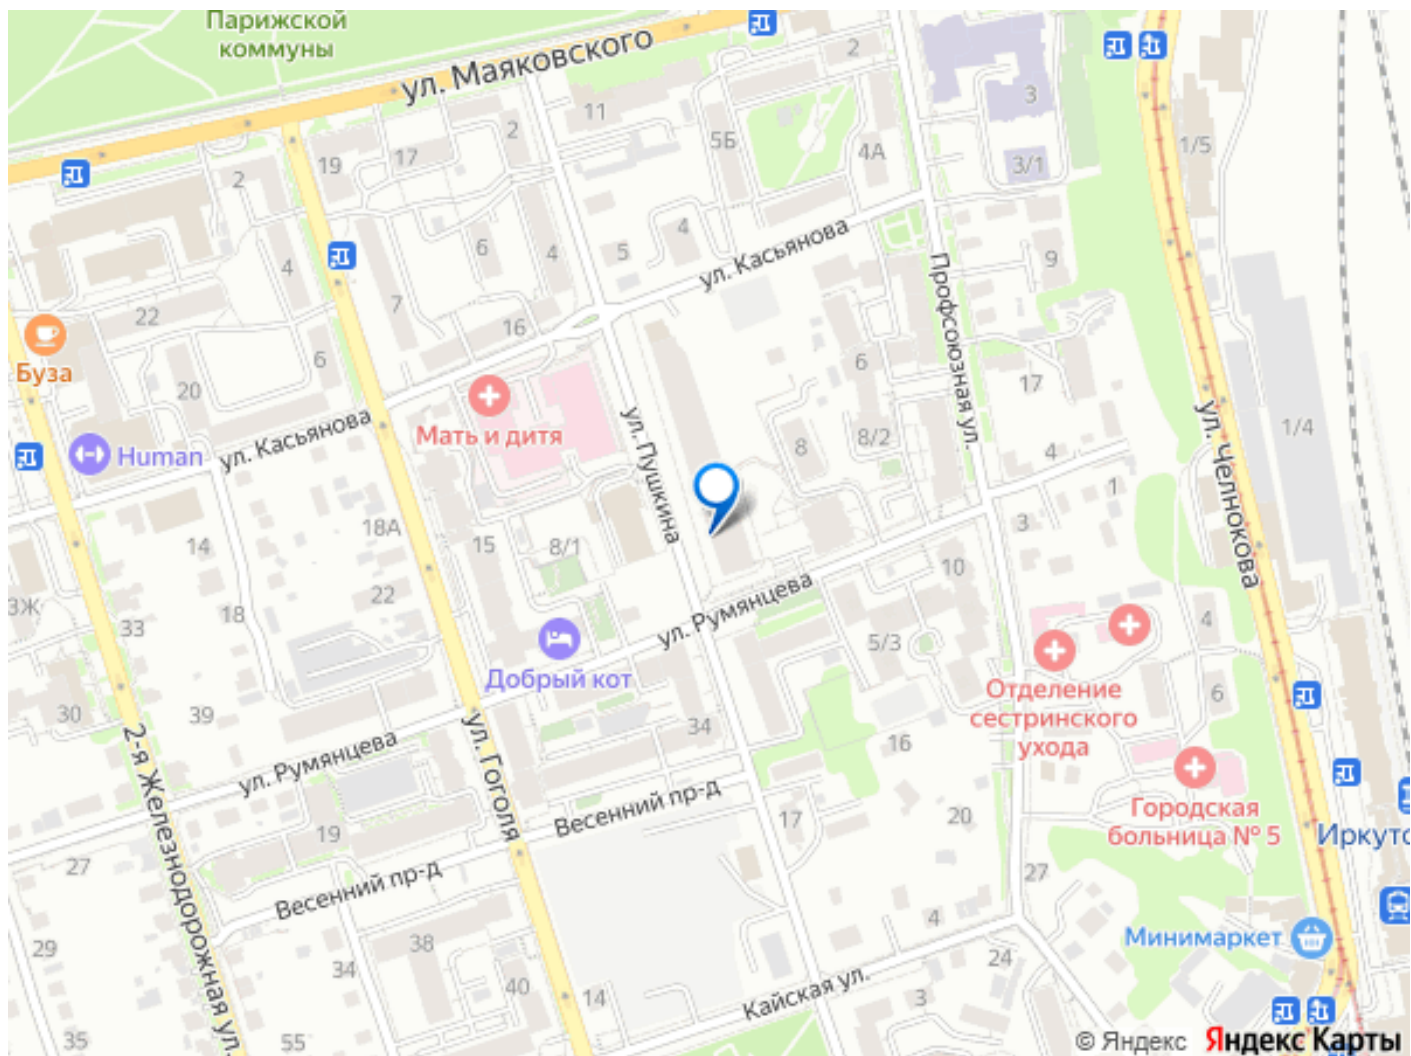 Парижской
коммуны
ул. Маяковского
2
3
11
2
17
19
5Б
4А
3/1
1/5
2
4
6
4
5
4
ул. Касьянова
Профсоюзная ул.
9
7
22
16
6
Буза
20
6
17
Мать и дитя
ул. Касьянова
Human
ул. Пушкина
8
8/2
4
ул. Челнокова
1/4
18А
14
15
8/1
3
1
10
22
18
3Ж
33
ул. Румянцева
4
5/3
Добрый кот
Отделение
сестринского
ухода
6
30
39
34
16
2-я Железнодорожная ул.
ул. Румянцева
ул. Гоголя
Весенний пр-д
19
17
20
Городская
больница № 5
Иркутс
27
Весенний пр-д
27
4
38
29
34
40
14
24
Минимаркет
Кайская ул.
3
35
55
© Яндекс Яндекс Карты